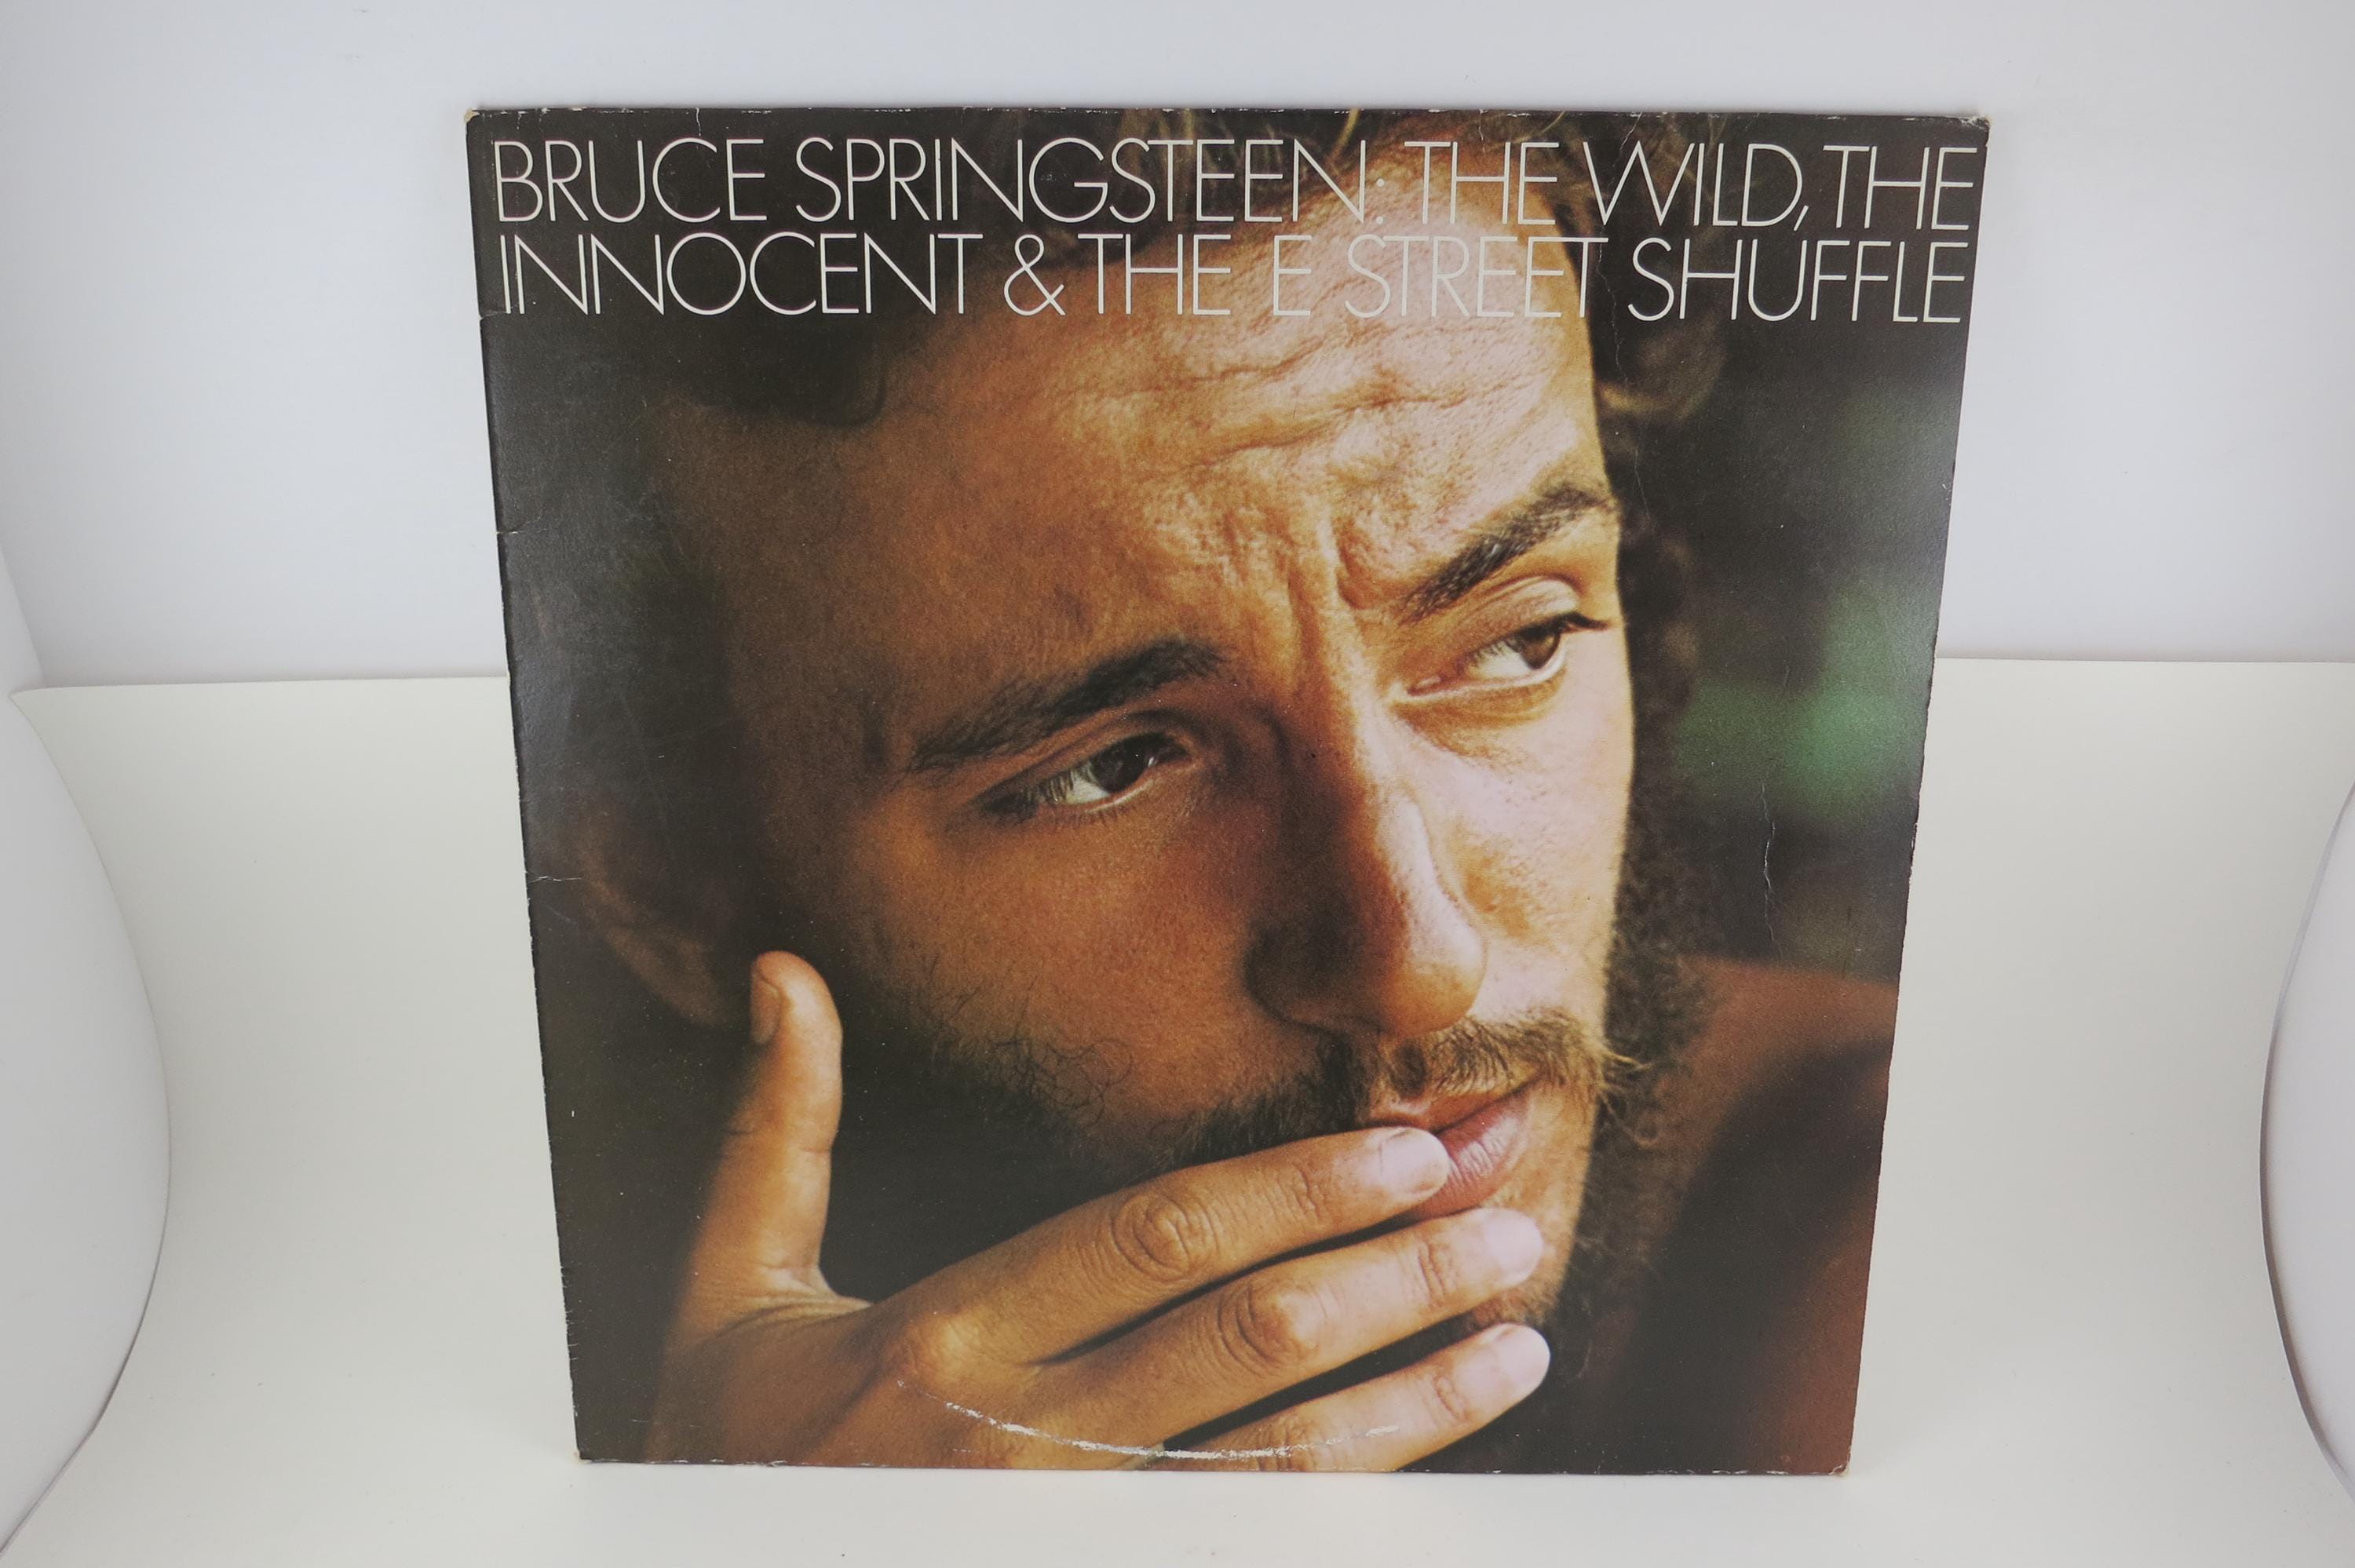 BRUCE SPRINGSTEEN: THE WILD, THE
INNOCENT & THE E STREET SHUFFLE